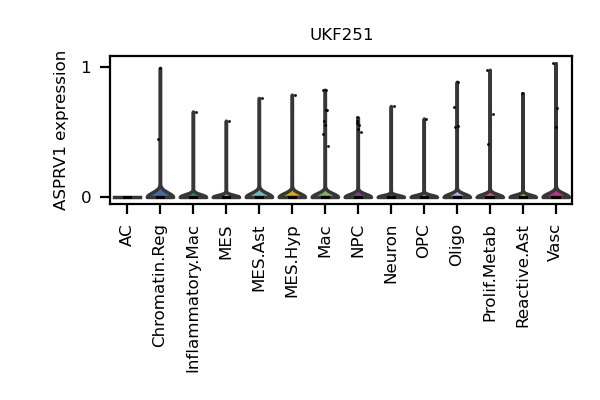 UKF251
ASPRV1 expression
1
0
AC
Chromatin.Reg
Inflammatory.Mac
MES
MES.Ast
MES.Hyp
Mac
NPC
Neuron
OPC
Oligo
Prolif.Metab
Reactive.Ast
Vasc